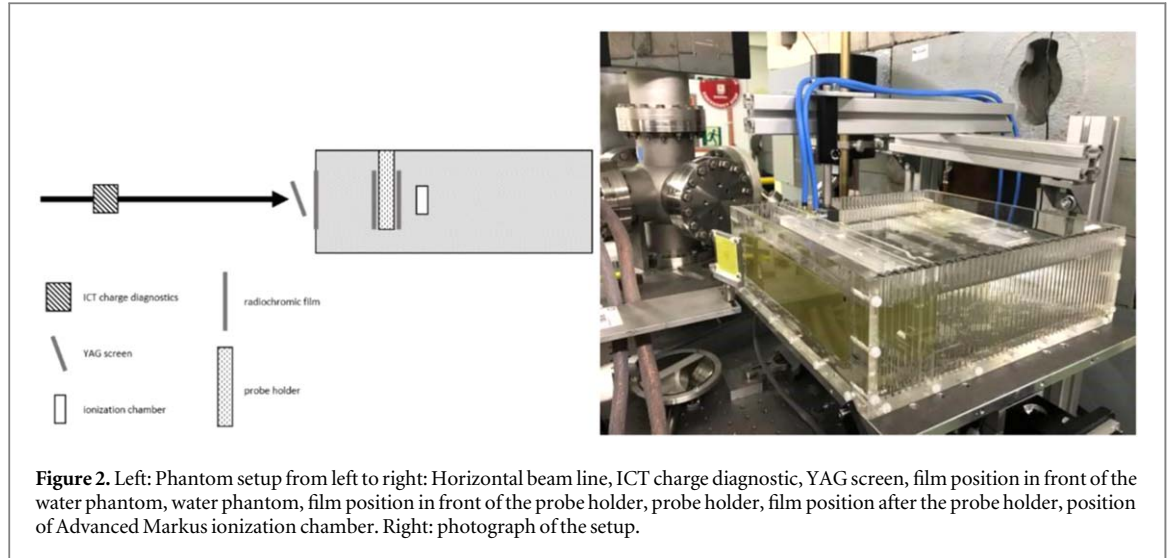 ICT charge diagnostics
radiochromic film
YAG screen
probe holder
ionization chamber
Figure 2. Left: Phantom setup from left to right: Horizontal beam line, ICT charge diagnostic, YAG screen, film position in front of the
water phantom, water phantom, film position in front of the probe holder, probe holder, film position after the probe holder, position
of Advanced Markus ionization chamber. Right: photograph of the setup.